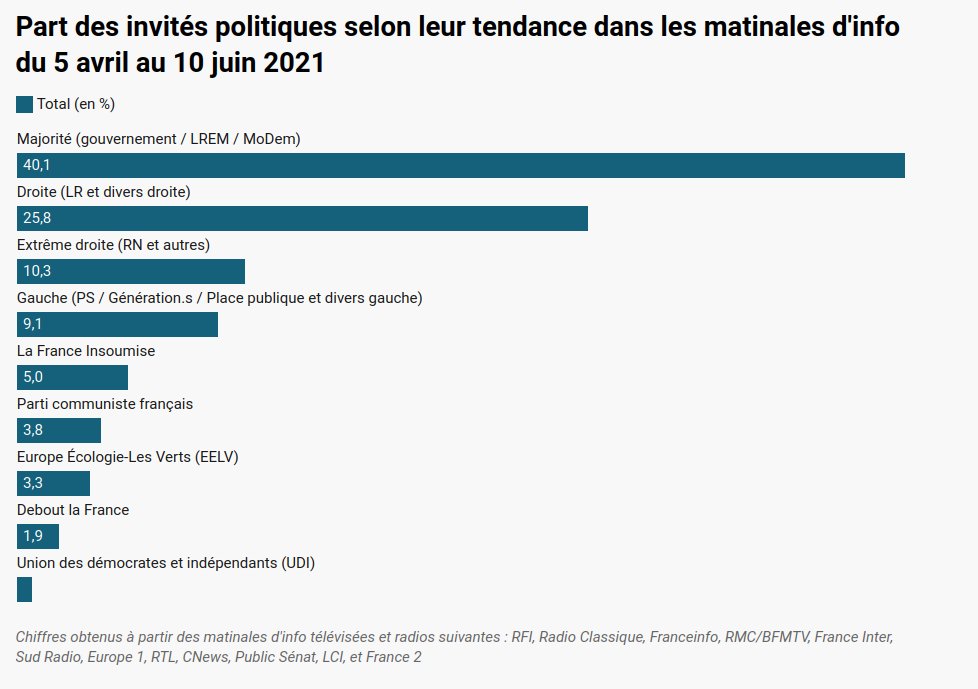 Part des invités politiques selon leur tendance dans les matinales d'info
du 5 avril au 10 juin 2021
Total (en %)
Majorité (gouvernement / LREM / MoDem)
40,1
Droite (LR et divers droite)
25,8
Extrême droite (RN et autres)
10,3
Gauche (PS / Génération.s / Place publique et divers gauche)
9,1
La France Insoumise
5,0
Parti communiste français
3,8
Europe Écologie-Les Verts (EELV)
3,3
Debout la France
1,9
Union des démocrates et indépendants (UDI)
Chiffres obtenus à partir des matinales d'info télévisées et radios suivantes : RFI, Radio Classique, Franceinfo, RMC/BFMTV, France Inter,
Sud Radio, Europe 1, RTL, CNews, Public Sénat, LCI, et France 2